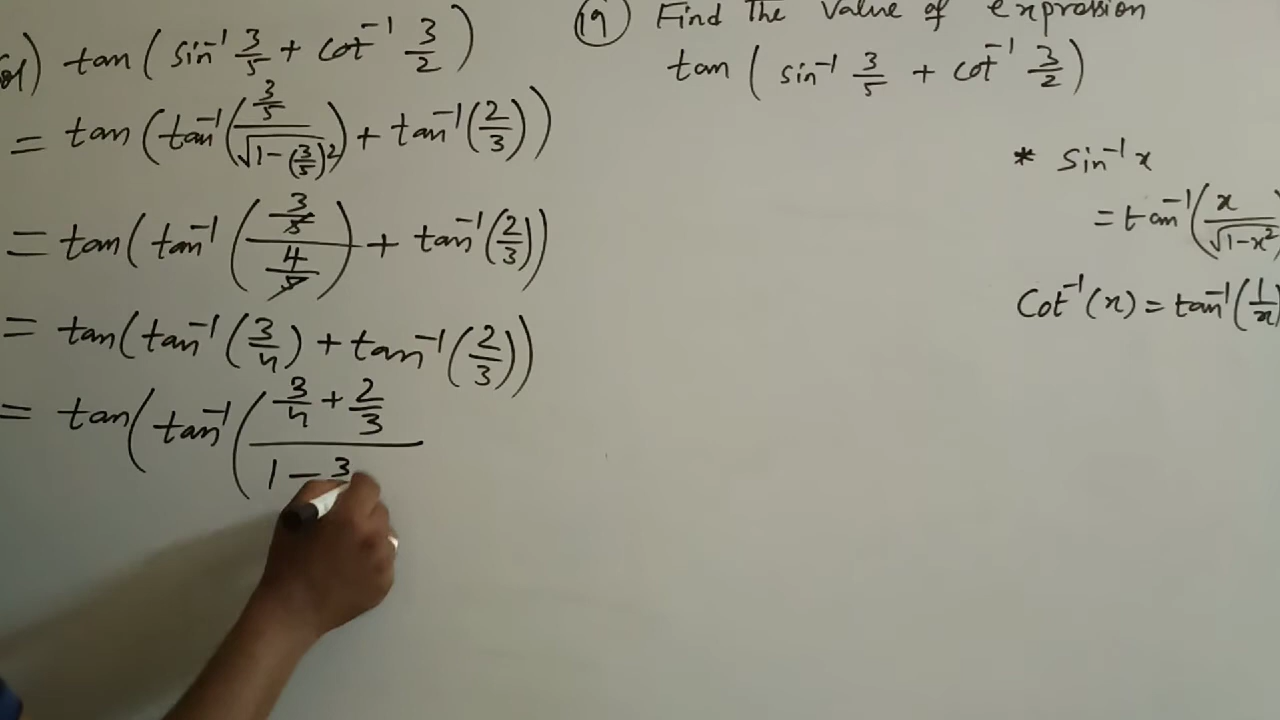 19 Find The Value of expression
tan ( sin⁻¹ 3/5 + cot⁻¹ 3/2 )
tan ( sin⁻¹ 3/5 + cot⁻¹ 3/2 )
= tan ( tan⁻¹ ( (3/5) / √(1-(3/5)²) ) + tan⁻¹ (2/3) )
= tan ( tan⁻¹ ( (3/5) / (4/5) ) + tan⁻¹ (2/3) )
= tan ( tan⁻¹ (3/4) + tan⁻¹ (2/3) )
= tan ( tan⁻¹ ( (3/4 + 2/3) / (1 - 3
* Sin⁻¹ x
= tan⁻¹ ( x / √(1-x²) )
Cot⁻¹ (x) = tan⁻¹ (1/x)